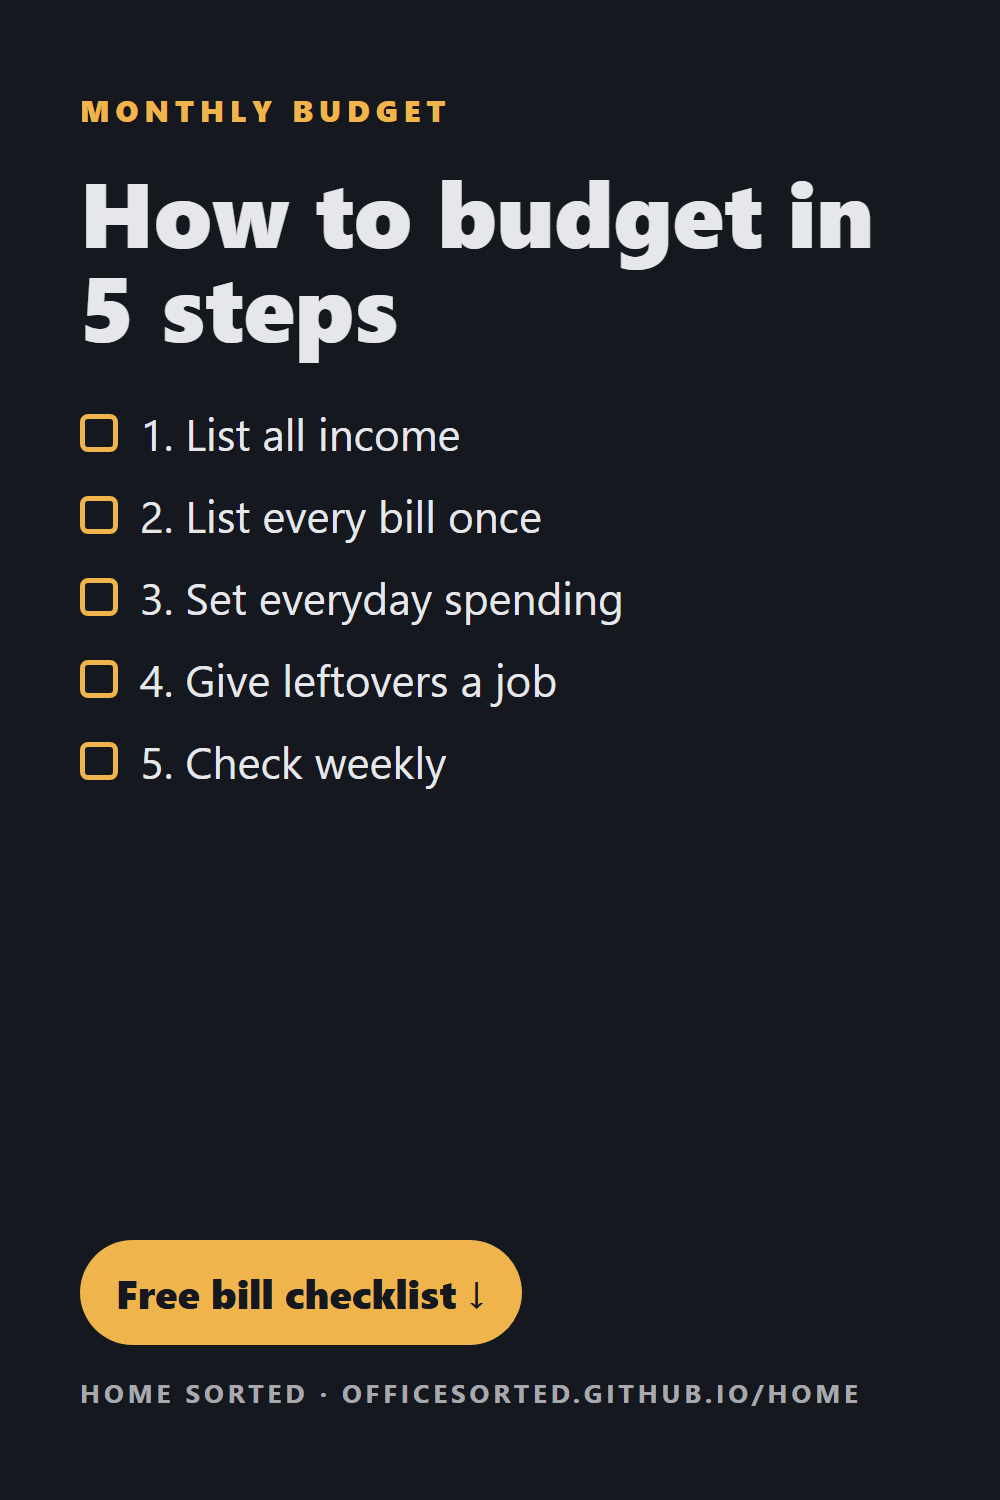 MONTHLY BUDGET
How to budget in
5 steps
1. List all income
2. List every bill once
3. Set everyday spending
4. Give leftovers a job
5. Check weekly
Free bill checklist ↓
HOME SORTED · OFFICESORTED.GITHUB.IO/HOME